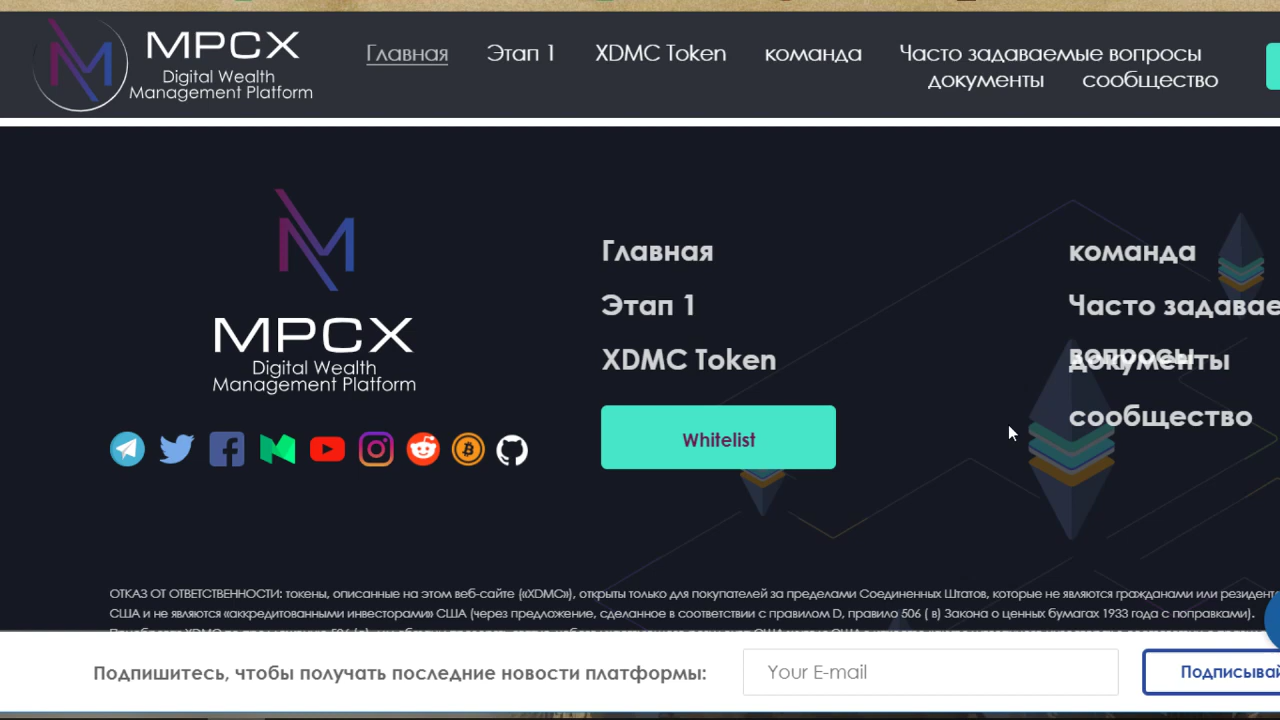 MPCX
Digital Wealth
Management Platform
Главная
Этап 1
XDMC Token
команда
Часто задаваемые вопросы
документы
сообщество
MPCX
Digital Wealth
Management Platform
Главная
Этап 1
XDMC Token
Whitelist
команда
Часто задавае
вопросы
документы
сообщество
ОТКАЗ ОТ ОТВЕТСТВЕННОСТИ: токены, описанные на этом веб-сайте («XDMC»), открыты только для покупателей за пределами Соединенных Штатов, которые не являются гражданами или резидент
США и не являются «аккредитованными инвесторами» США (через предложение, сделанное в соответствии с правилом D, правило 506 ( в) Закона о ценных бумагах 1933 года с поправками).
Подпишитесь, чтобы получать последние новости платформы:
Your E-mail
Подписывай